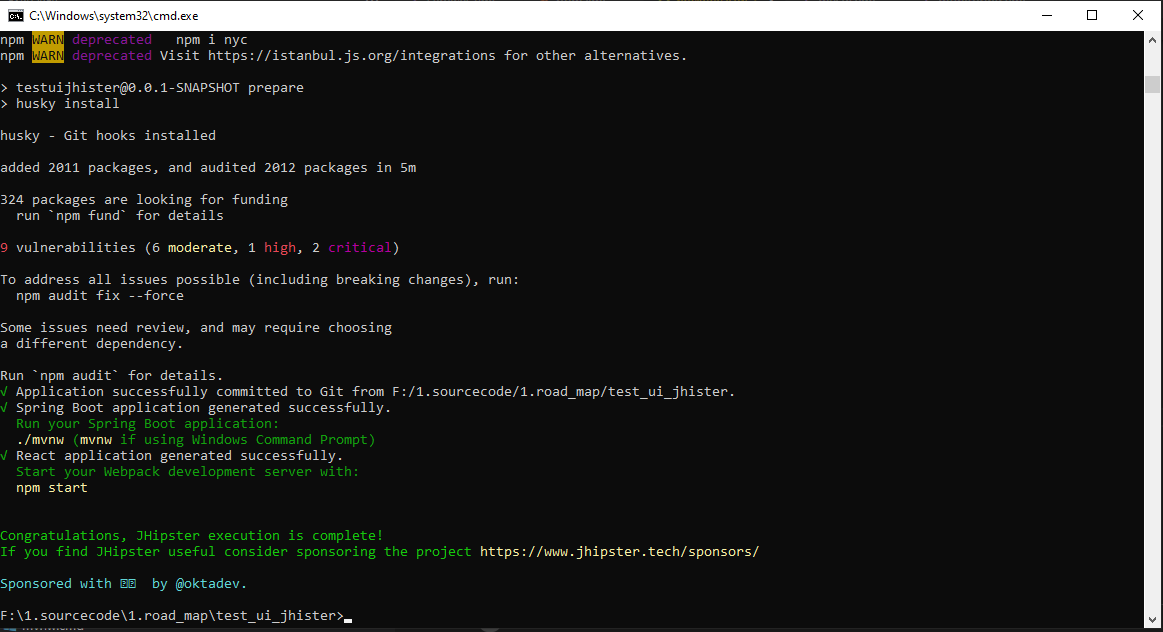 C:\Windows\system32\cmd.exe
npm WARN deprecated   npm i nyc
npm WARN deprecated Visit https://istanbul.js.org/integrations for other alternatives.
> testuijhister@0.0.1-SNAPSHOT prepare
> husky install
husky - Git hooks installed
added 2011 packages, and audited 2012 packages in 5m
324 packages are looking for funding
  run `npm fund` for details
9 vulnerabilities (6 moderate, 1 high, 2 critical)
To address all issues possible (including breaking changes), run:
  npm audit fix --force
Some issues need review, and may require choosing
a different dependency.
Run `npm audit` for details.
√ Application successfully committed to Git from F:/1.sourcecode/1.road_map/test_ui_jhister.
√ Spring Boot application generated successfully.
  Run your Spring Boot application:
  ./mvnw (mvnw if using Windows Command Prompt)
√ React application generated successfully.
  Start your Webpack development server with:
  npm start
Congratulations, JHipster execution is complete!
If you find JHipster useful consider sponsoring the project https://www.jhipster.tech/sponsors/
Sponsored with by @oktadev.
F:\1.sourcecode\1.road_map\test_ui_jhister>